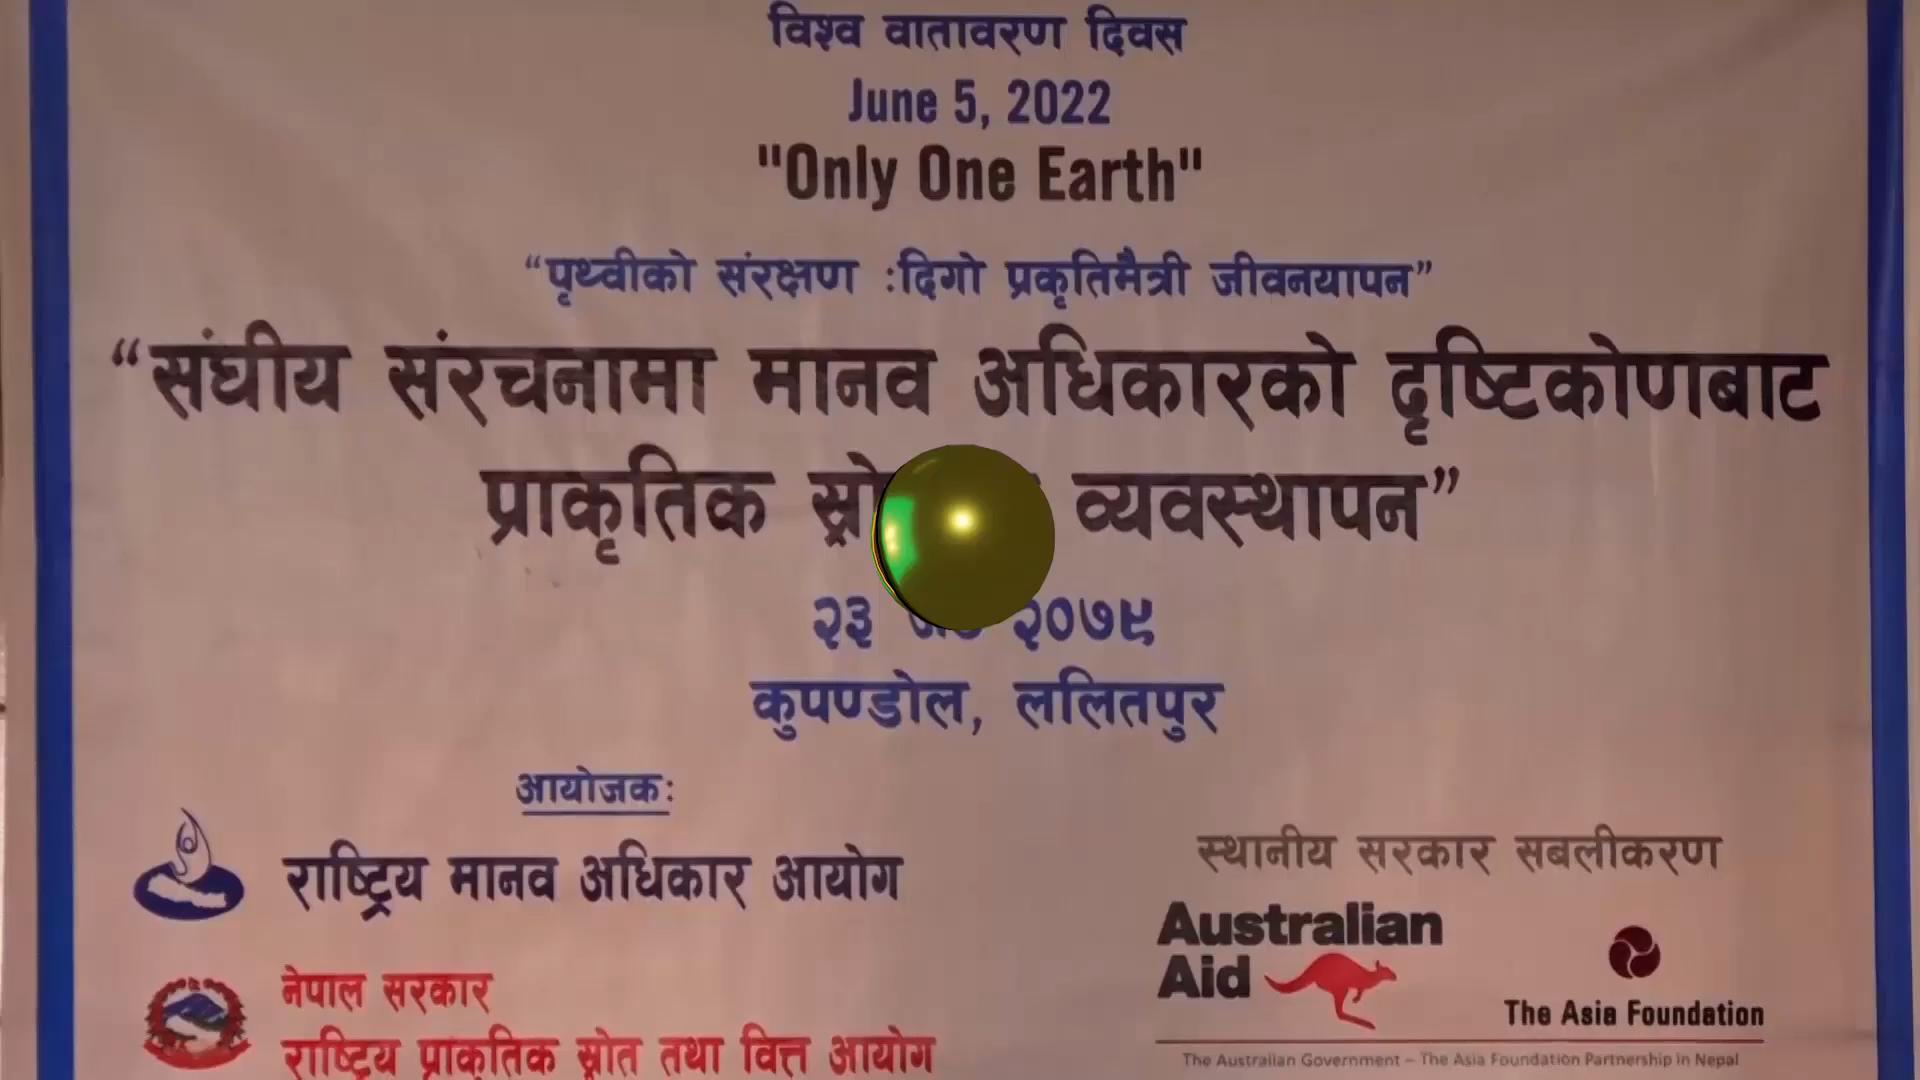 विश्व वातावरण दिवस
June 5, 2022
"Only One Earth"
“पृथ्वीको संरक्षण :दिगो प्रकृतिमैत्री जीवनयापन”
“संघीय संरचनामा मानव अधिकारको दृष्टिकोणबाट
प्राकृतिक व्यवस्थापन”
२३ २०७९
कुपण्डोल, ललितपुर
आयोजक:
राष्ट्रिय मानव अधिकार आयोग
नेपाल सरकार
राष्ट्रिय प्राकृतिक स्रोत तथा वित्त आयोग
स्थानीय सरकार सबलीकरण
Australian
Aid
The Asia Foundation
The Australian Government – The Asia Foundation Partnership in Nepal